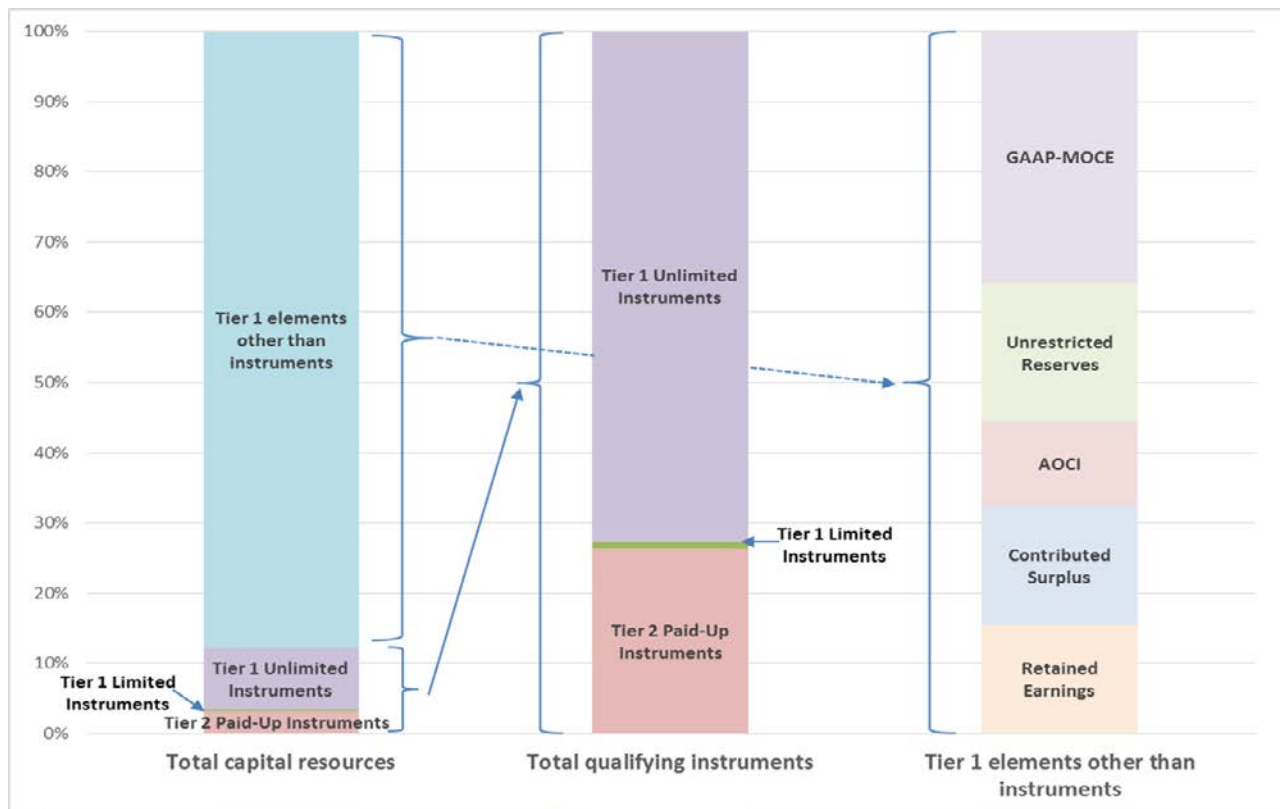 100%
90%
80%
70%
60%
50%
40%
30%
20%
10%
0%
Tier 1 elements
other than
instruments
Tier 1 Unlimited
Instruments
Tier 1 Limited
Instruments
Tier 2 Paid-Up Instruments
Total capital resources
Tier 1 Unlimited
Instruments
Tier 1 Limited
Instruments
Tier 2 Paid-Up
Instruments
Total qualifying instruments
GAAP-MOCE
Unrestricted
Reserves
AOCI
Contributed
Surplus
Retained
Earnings
Tier 1 elements other than
instruments